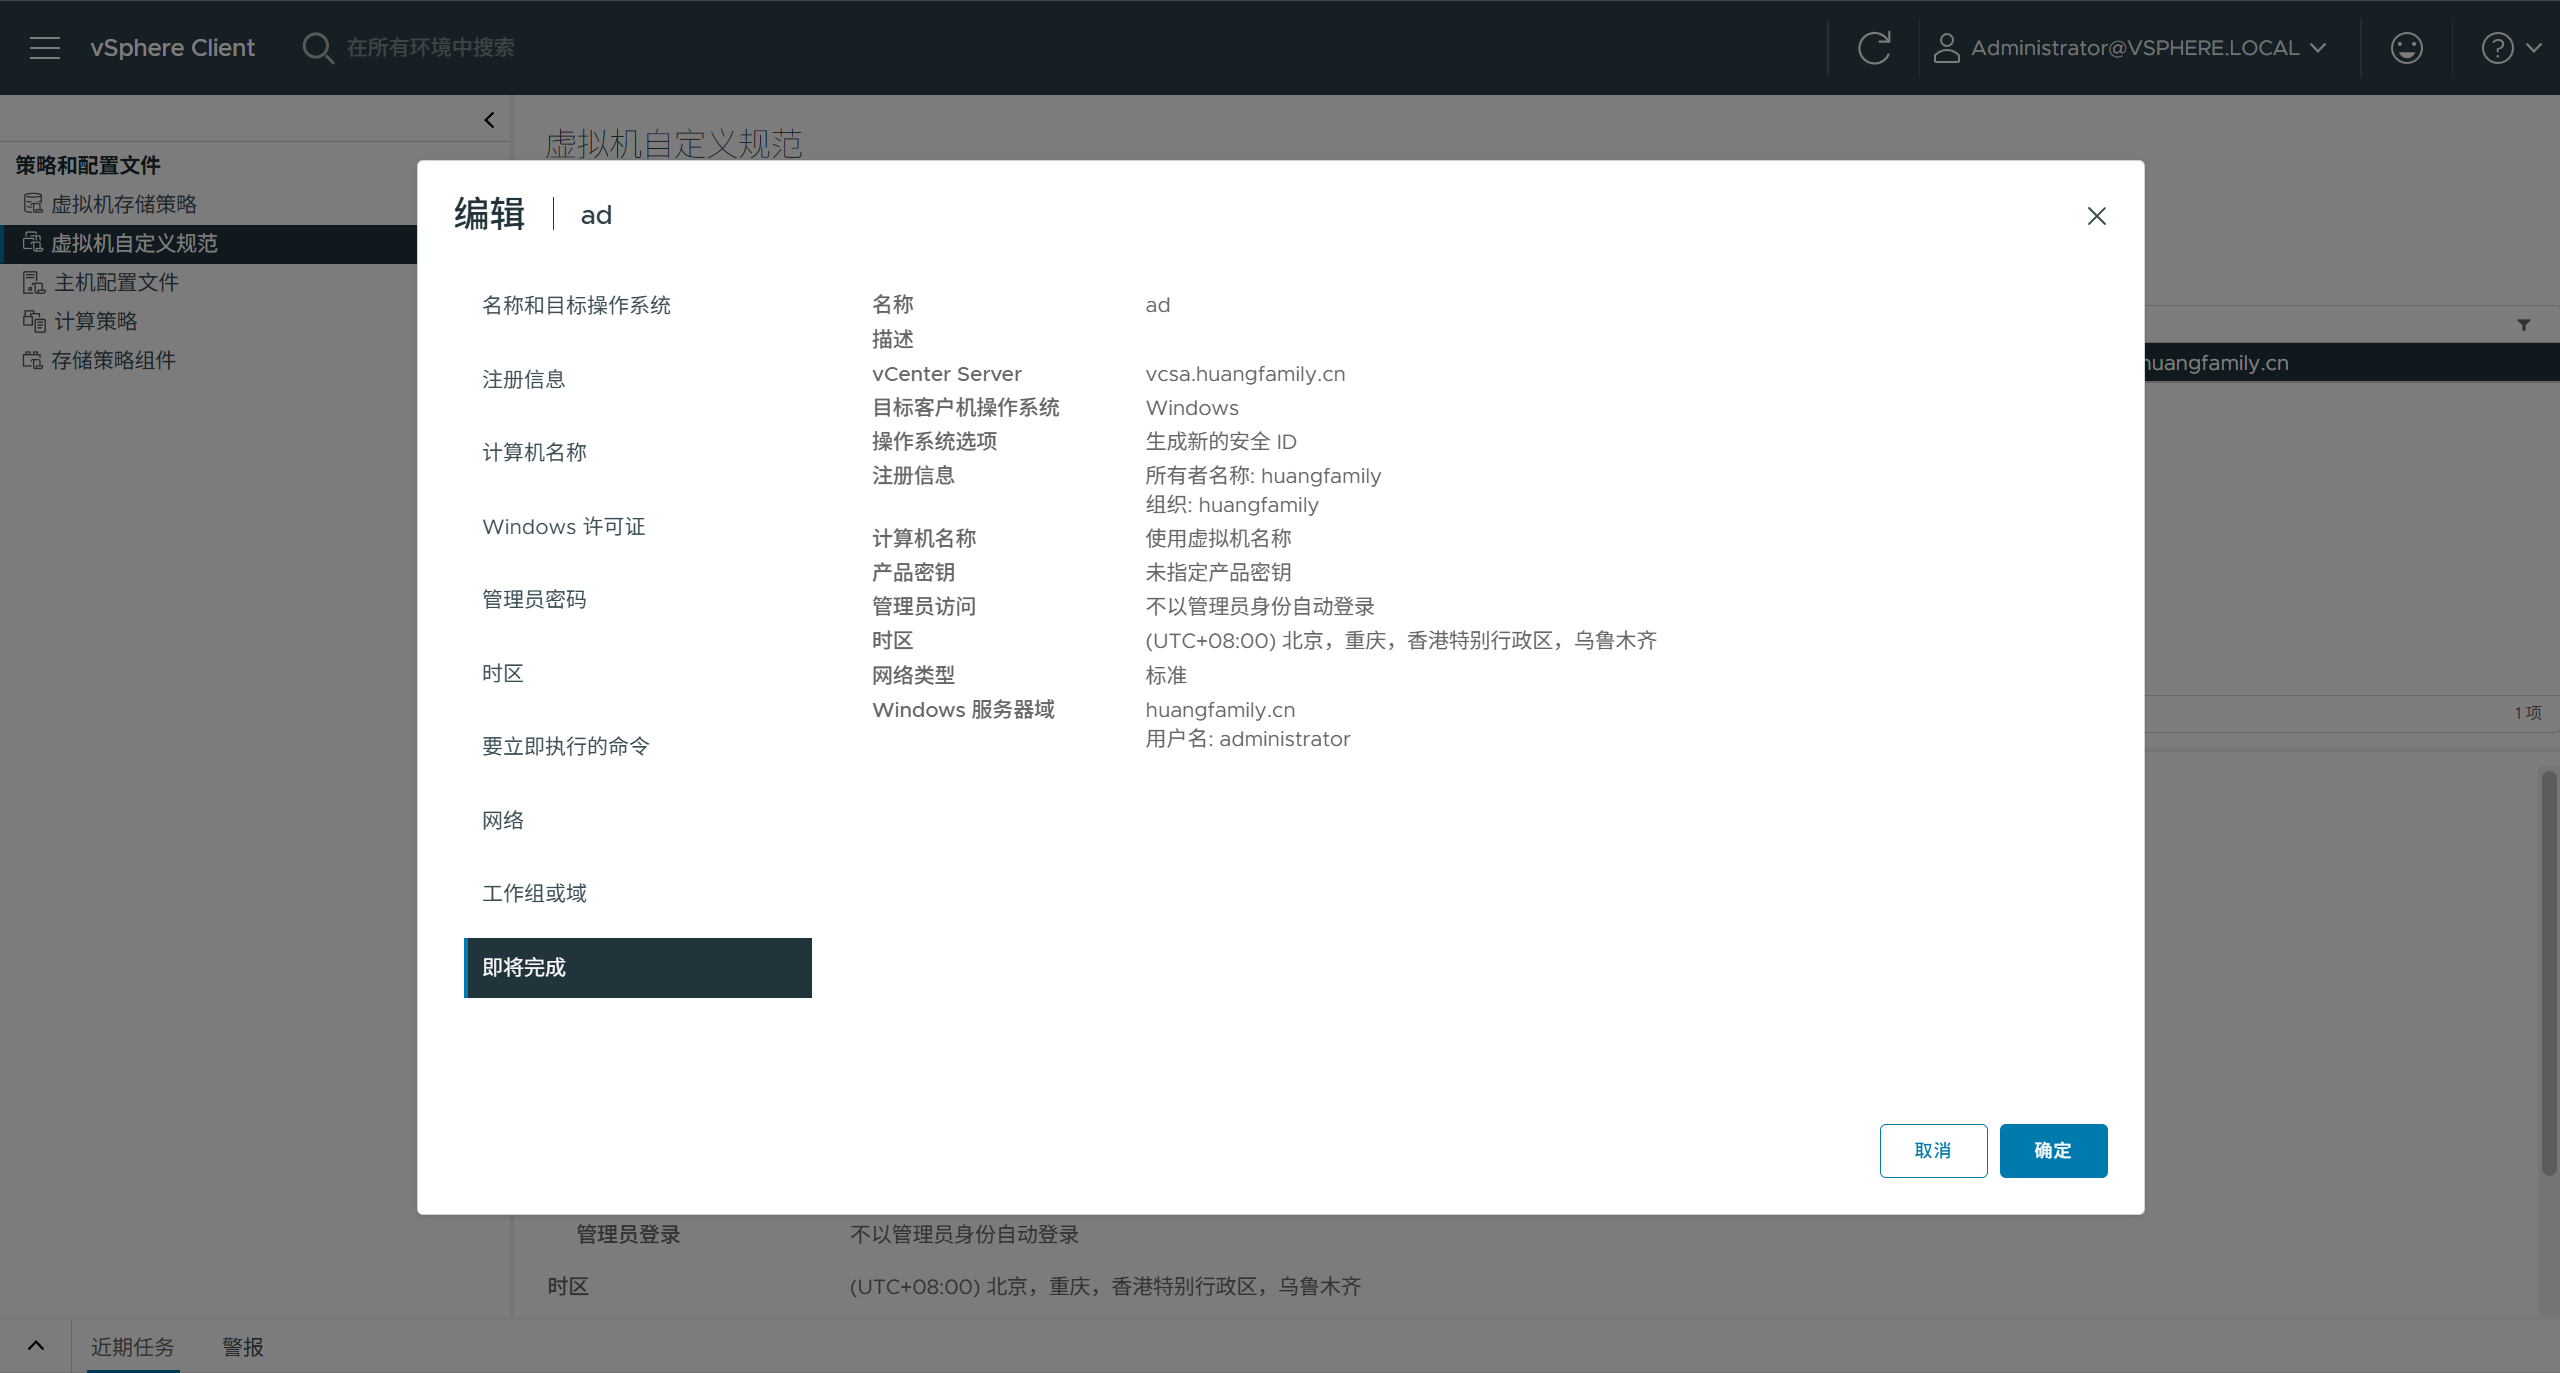 vSphere Client
在所有环境中搜索
Administrator@VSPHERE.LOCAL
策略和配置文件
虚拟机存储策略
虚拟机自定义规范
主机配置文件
计算策略
存储策略组件
虚拟机自定义规范
huangfamily.cn
1 项
编辑 ad
名称和目标操作系统
注册信息
计算机名称
Windows 许可证
管理员密码
时区
要立即执行的命令
网络
工作组或域
即将完成
名称 ad
描述
vCenter Server vcsa.huangfamily.cn
目标客户机操作系统 Windows
操作系统选项 生成新的安全 ID
注册信息 所有者名称: huangfamily
组织: huangfamily
计算机名称 使用虚拟机名称
产品密钥 未指定产品密钥
管理员访问 不以管理员身份自动登录
时区 (UTC+08:00) 北京，重庆，香港特别行政区，乌鲁木齐
网络类型 标准
Windows 服务器域 huangfamily.cn
用户名: administrator
取消
确定
管理员登录 不以管理员身份自动登录
时区 (UTC+08:00) 北京，重庆，香港特别行政区，乌鲁木齐
近期任务
警报